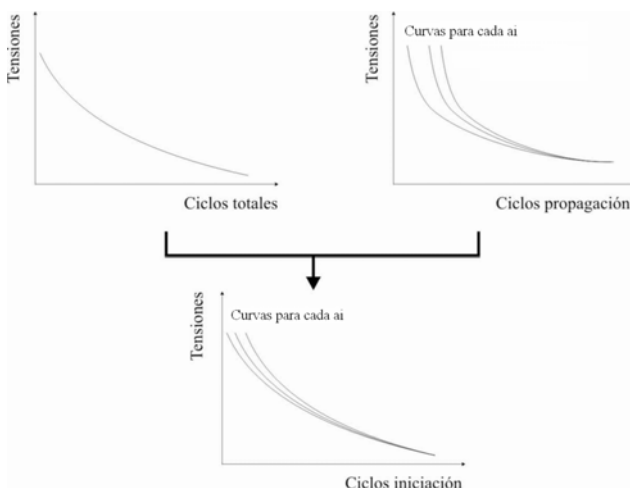 Tensiones
Ciclos totales
Tensiones
Curvas para cada ai
Ciclos propagación
Tensiones
Curvas para cada ai
Ciclos iniciación